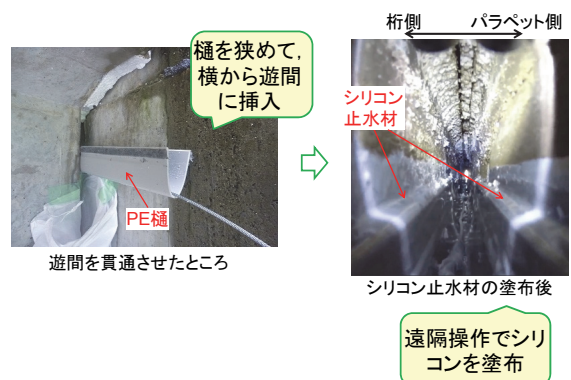 樋を狭めて,
横から遊間
に挿入
PE樋
遊間を貫通させたところ
桁側
パラペット側
シリコン
止水材
シリコン止水材の塗布後
遠隔操作でシリ
コンを塗布